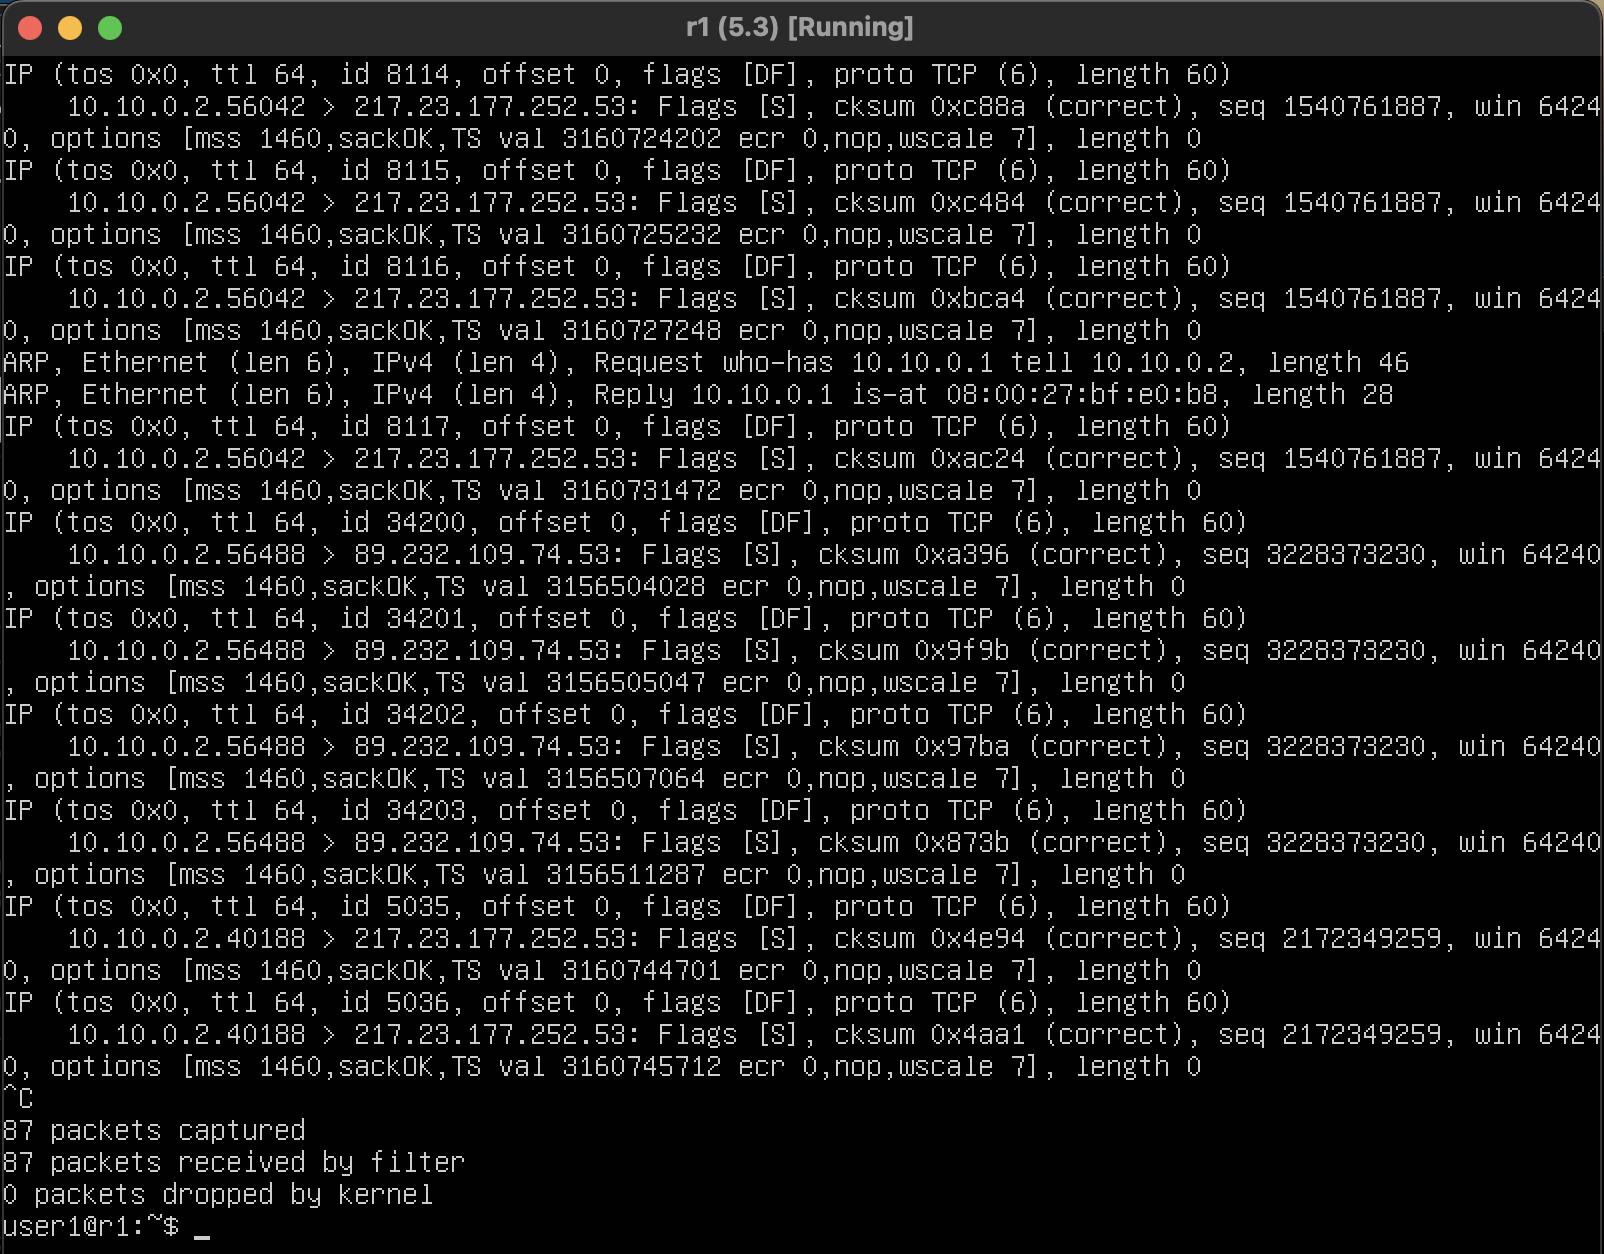 r1 (5.3) [Running]
IP (tos 0x0, ttl 64, id 8114, offset 0, flags [DF], proto TCP (6), length 60)
    10.10.0.2.56042 > 217.23.177.252.53: Flags [S], cksum 0xc88a (correct), seq 1540761887, win 6424
0, options [mss 1460,sackOK,TS val 3160724202 ecr 0,nop,wscale 7], length 0
IP (tos 0x0, ttl 64, id 8115, offset 0, flags [DF], proto TCP (6), length 60)
    10.10.0.2.56042 > 217.23.177.252.53: Flags [S], cksum 0xc484 (correct), seq 1540761887, win 6424
0, options [mss 1460,sackOK,TS val 3160725232 ecr 0,nop,wscale 7], length 0
IP (tos 0x0, ttl 64, id 8116, offset 0, flags [DF], proto TCP (6), length 60)
    10.10.0.2.56042 > 217.23.177.252.53: Flags [S], cksum 0xbca4 (correct), seq 1540761887, win 6424
0, options [mss 1460,sackOK,TS val 3160727248 ecr 0,nop,wscale 7], length 0
ARP, Ethernet (len 6), IPv4 (len 4), Request who-has 10.10.0.1 tell 10.10.0.2, length 46
ARP, Ethernet (len 6), IPv4 (len 4), Reply 10.10.0.1 is-at 08:00:27:bf:e0:b8, length 28
IP (tos 0x0, ttl 64, id 8117, offset 0, flags [DF], proto TCP (6), length 60)
    10.10.0.2.56042 > 217.23.177.252.53: Flags [S], cksum 0xac24 (correct), seq 1540761887, win 6424
0, options [mss 1460,sackOK,TS val 3160731472 ecr 0,nop,wscale 7], length 0
IP (tos 0x0, ttl 64, id 34200, offset 0, flags [DF], proto TCP (6), length 60)
    10.10.0.2.56488 > 89.232.109.74.53: Flags [S], cksum 0xa396 (correct), seq 3228373230, win 64240
, options [mss 1460,sackOK,TS val 3156504028 ecr 0,nop,wscale 7], length 0
IP (tos 0x0, ttl 64, id 34201, offset 0, flags [DF], proto TCP (6), length 60)
    10.10.0.2.56488 > 89.232.109.74.53: Flags [S], cksum 0x9f9b (correct), seq 3228373230, win 64240
, options [mss 1460,sackOK,TS val 3156505047 ecr 0,nop,wscale 7], length 0
IP (tos 0x0, ttl 64, id 34202, offset 0, flags [DF], proto TCP (6), length 60)
    10.10.0.2.56488 > 89.232.109.74.53: Flags [S], cksum 0x97ba (correct), seq 3228373230, win 64240
, options [mss 1460,sackOK,TS val 3156507064 ecr 0,nop,wscale 7], length 0
IP (tos 0x0, ttl 64, id 34203, offset 0, flags [DF], proto TCP (6), length 60)
    10.10.0.2.56488 > 89.232.109.74.53: Flags [S], cksum 0x873b (correct), seq 3228373230, win 64240
, options [mss 1460,sackOK,TS val 3156511287 ecr 0,nop,wscale 7], length 0
IP (tos 0x0, ttl 64, id 5035, offset 0, flags [DF], proto TCP (6), length 60)
    10.10.0.2.40188 > 217.23.177.252.53: Flags [S], cksum 0x4e94 (correct), seq 2172349259, win 6424
0, options [mss 1460,sackOK,TS val 3160744701 ecr 0,nop,wscale 7], length 0
IP (tos 0x0, ttl 64, id 5036, offset 0, flags [DF], proto TCP (6), length 60)
    10.10.0.2.40188 > 217.23.177.252.53: Flags [S], cksum 0x4aa1 (correct), seq 2172349259, win 6424
0, options [mss 1460,sackOK,TS val 3160745712 ecr 0,nop,wscale 7], length 0
^C
87 packets captured
87 packets received by filter
0 packets dropped by kernel
user1@r1:~$ _